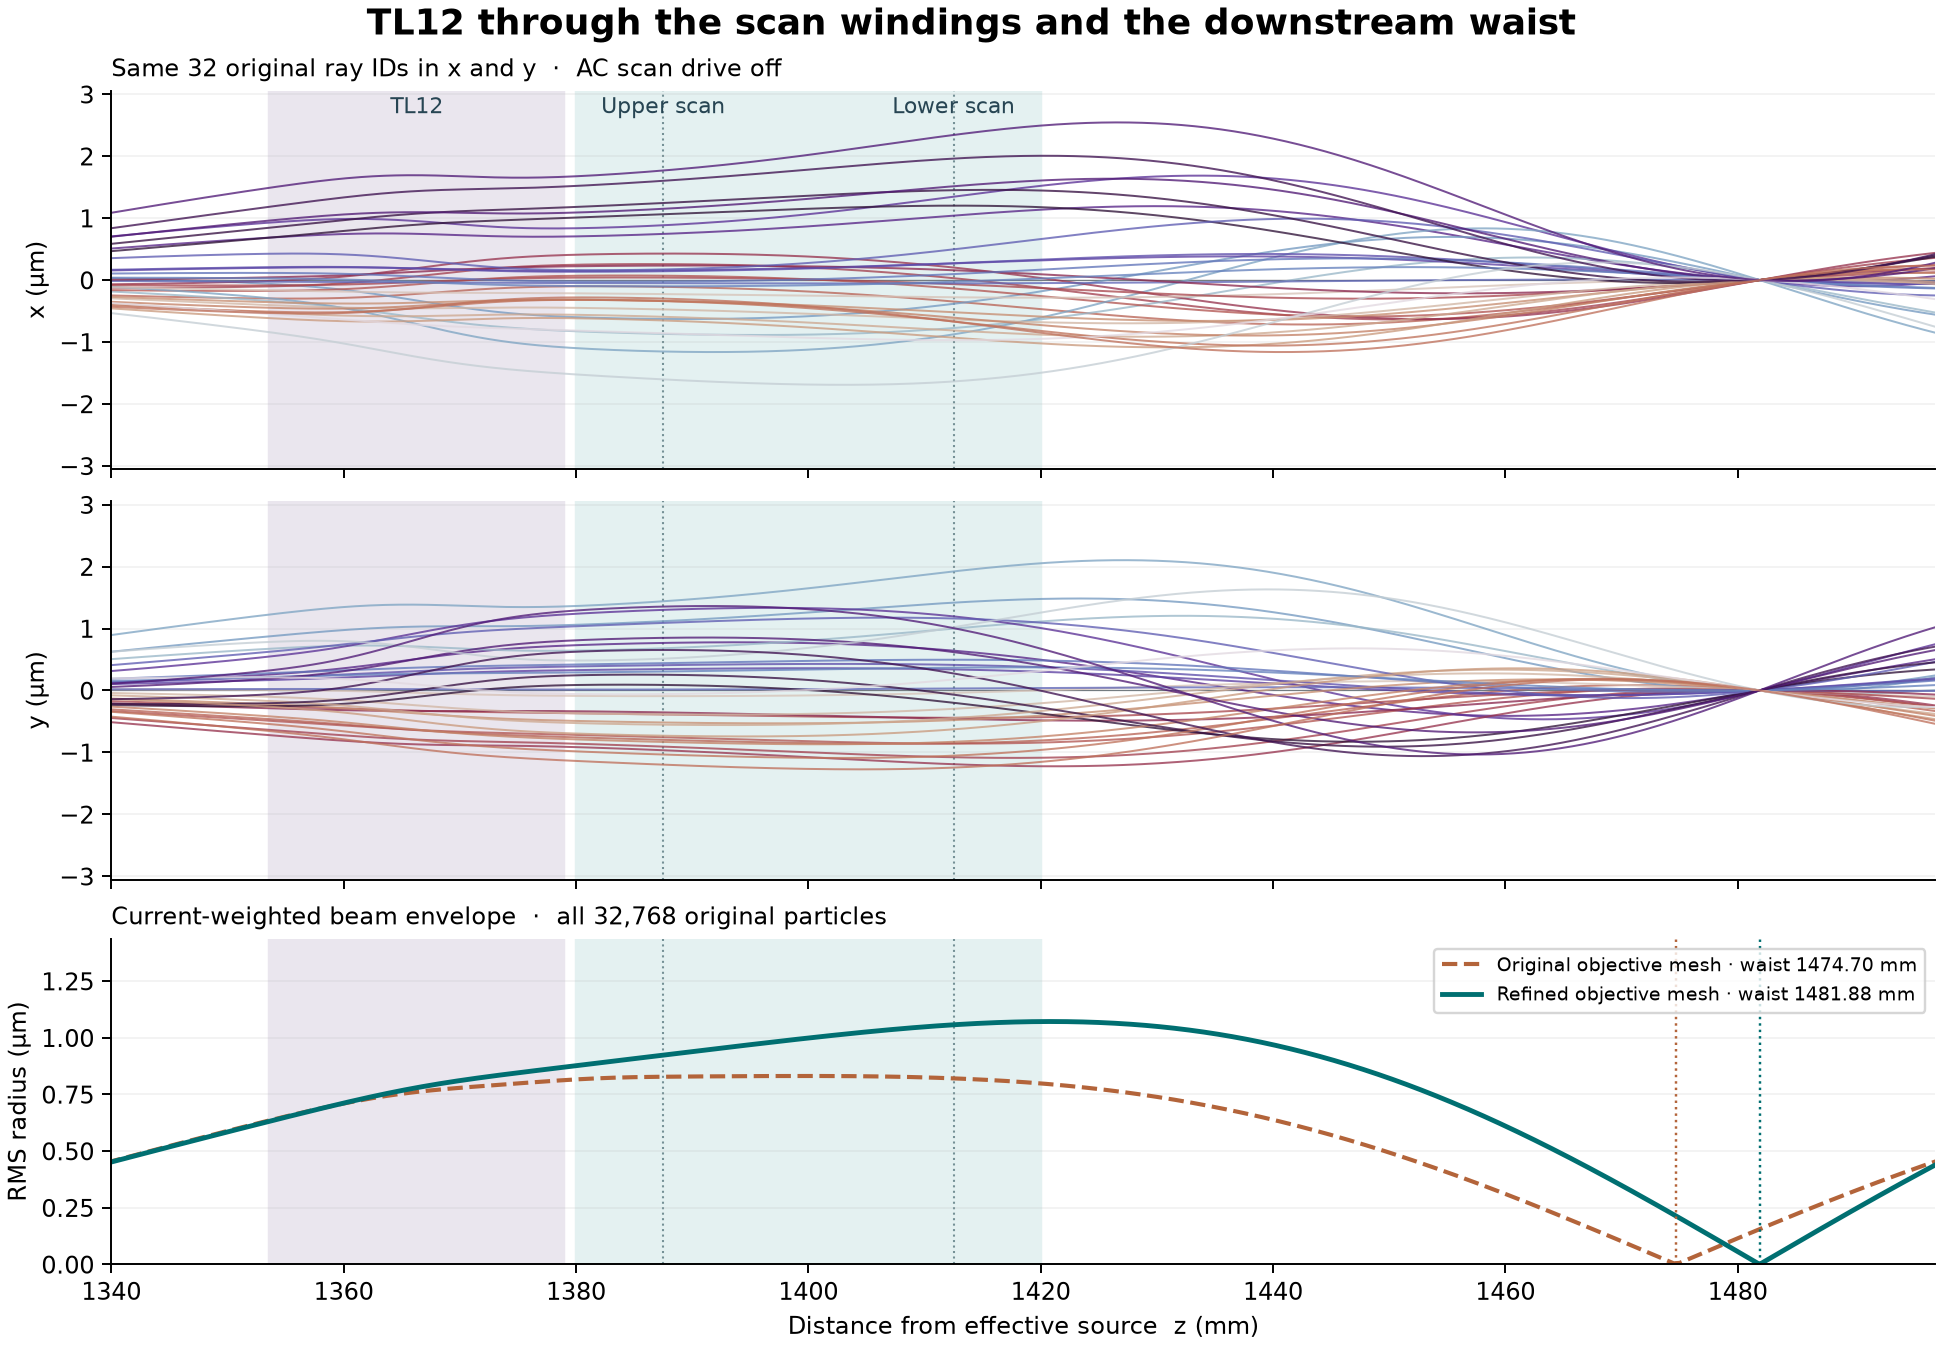 TL12 through the scan windings and the downstream waist
Same 32 original ray IDs in x and y · AC scan drive off
TL12
Upper scan
Lower scan
x (µm)
3
2
1
0
−1
−2
−3
y (µm)
3
2
1
0
−1
−2
−3
Current-weighted beam envelope · all 32,768 original particles
Original objective mesh · waist 1474.70 mm
Refined objective mesh · waist 1481.88 mm
RMS radius (µm)
1.25
1.00
0.75
0.50
0.25
0.00
1340 1360 1380 1400 1420 1440 1460 1480
Distance from effective source z (mm)